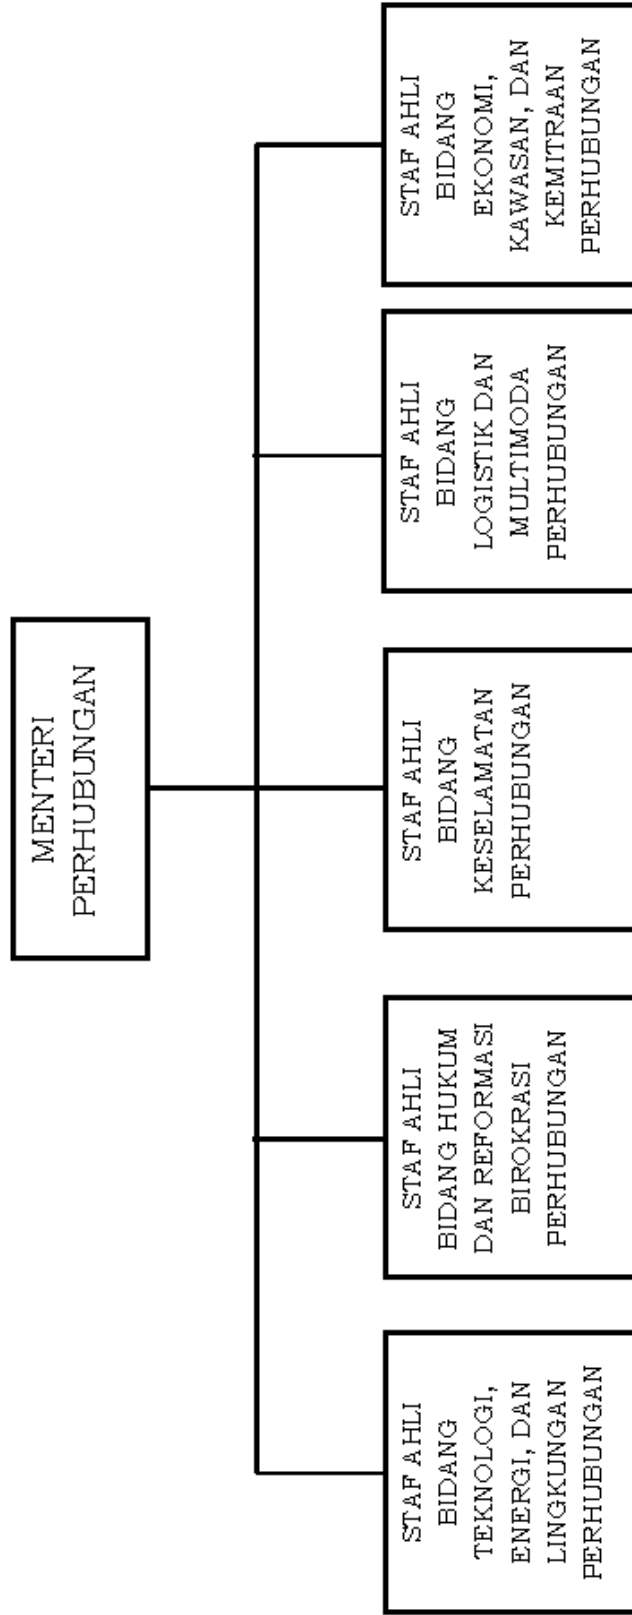 MENTERI
PERHUBUNGAN
STAF AHLI
BIDANG
TEKNOLOGI,
ENERGI, DAN
LINGKUNGAN
PERHUBUNGAN
STAF AHLI
BIDANG HUKUM
DAN REFORMASI
BIROKRASI
PERHUBUNGAN
STAF AHLI
BIDANG
KESELAMATAN
PERHUBUNGAN
STAF AHLI
BIDANG
LOGISTIK DAN
MULTIMODA
PERHUBUNGAN
STAF AHLI
BIDANG
EKONOMI,
KAWASAN, DAN
KEMITRAAN
PERHUBUNGAN